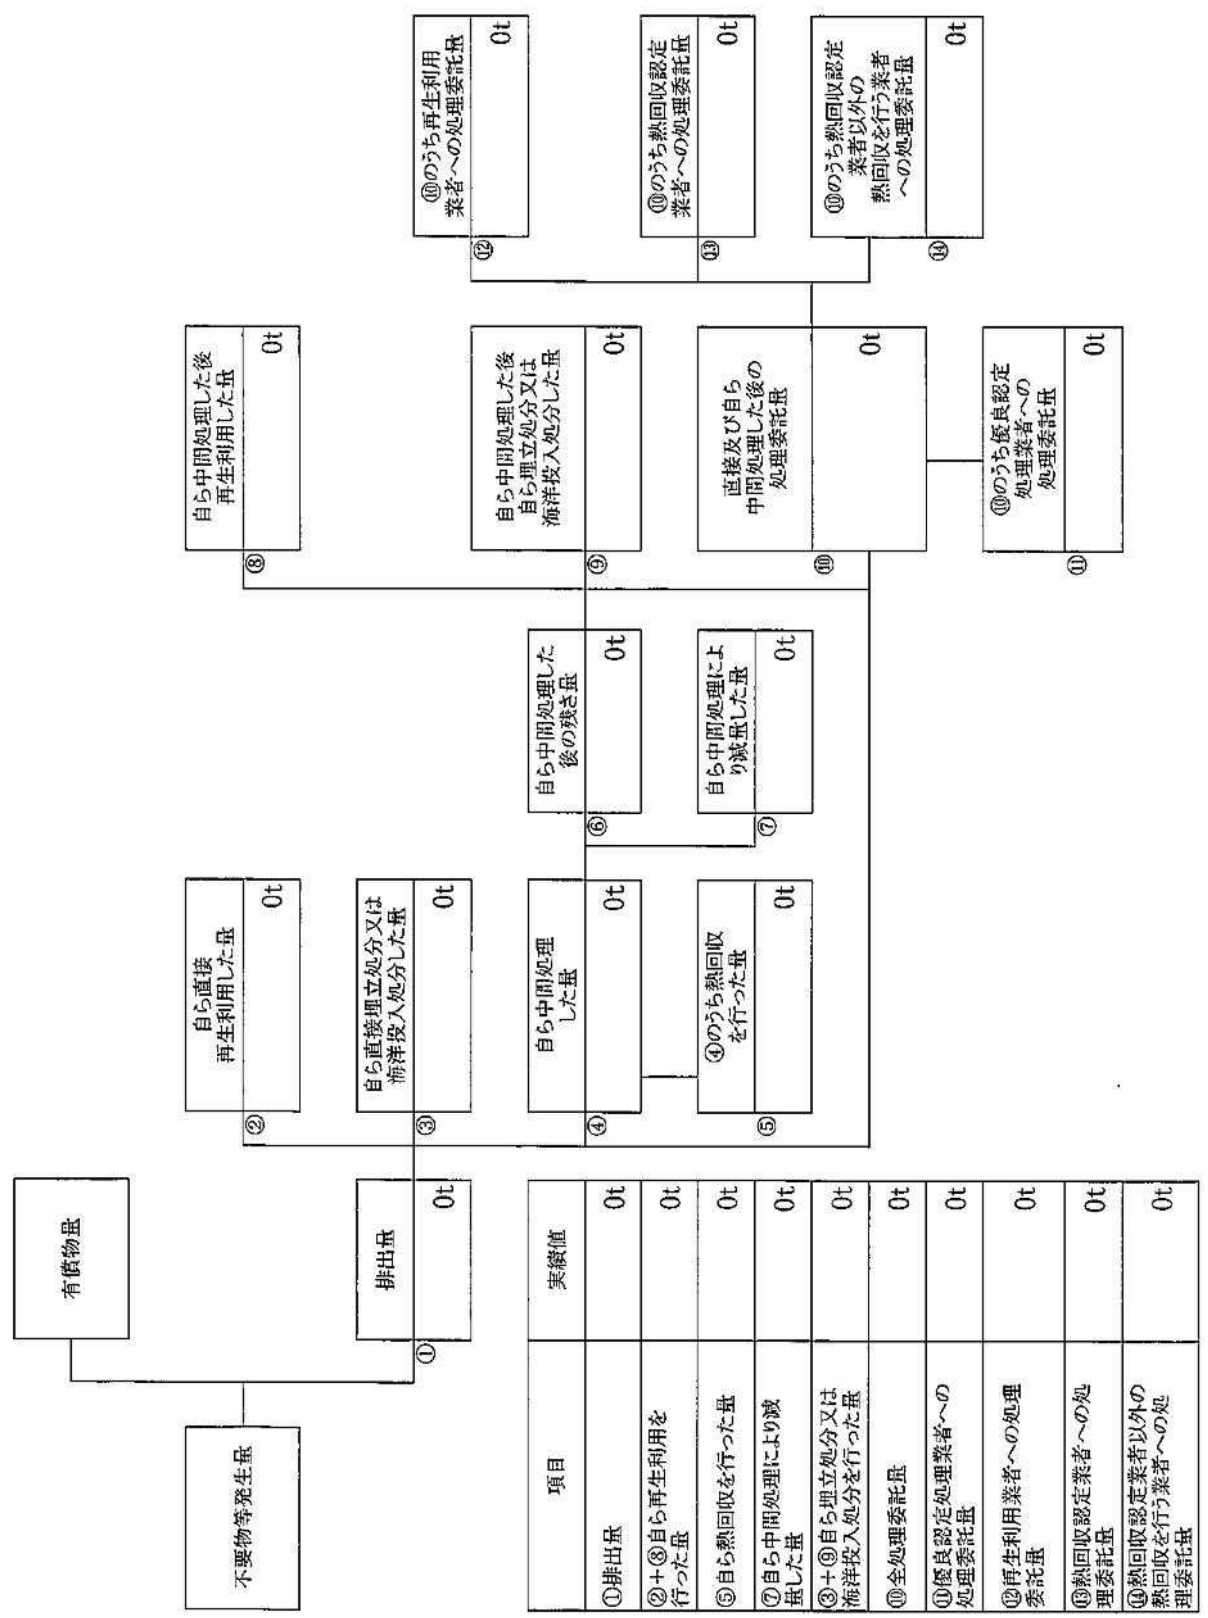 不要物等発生量
有償物量
①
排出量
0t
②
自ら直接
再生利用した量
0t
③
自ら直接埋立処分又は
海洋投入処分した量
0t
④
自ら中間処理
した量
0t
⑤
④のうち熱回収
を行った量
0t
⑥
自ら中間処理した
後の残さ量
0t
⑦
自ら中間処理によ
り減量した量
0t
⑧
自ら中間処理した後
再生利用した量
0t
⑨
自ら中間処理した後
自ら埋立処分又は
海洋投入処分した量
0t
⑩
直接及び自ら
中間処理した後の
処理委託量
0t
⑪
⑩のうち優良認定
処理業者への
処理委託量
0t
⑫
⑩のうち再生利用
業者への処理委託量
0t
⑬
⑩のうち熱回収認定
業者への処理委託量
0t
⑭
⑩のうち熱回収認定
業者以外の
熱回収を行う業者
への処理委託量
0t
項目 実績値
①排出量 0t
②+⑧自ら再生利用を
行った量 0t
⑤自ら熱回収を行った量 0t
⑦自ら中間処理により減
量した量 0t
③+⑨自ら埋立処分又は
海洋投入処分を行った量 0t
⑩全処理委託量 0t
⑪優良認定処理業者への
処理委託量 0t
⑫再生利用業者への処理
委託量 0t
⑬熱回収認定業者への処
理委託量 0t
⑭熱回収認定業者以外の
熱回収を行う業者への処
理委託量 0t